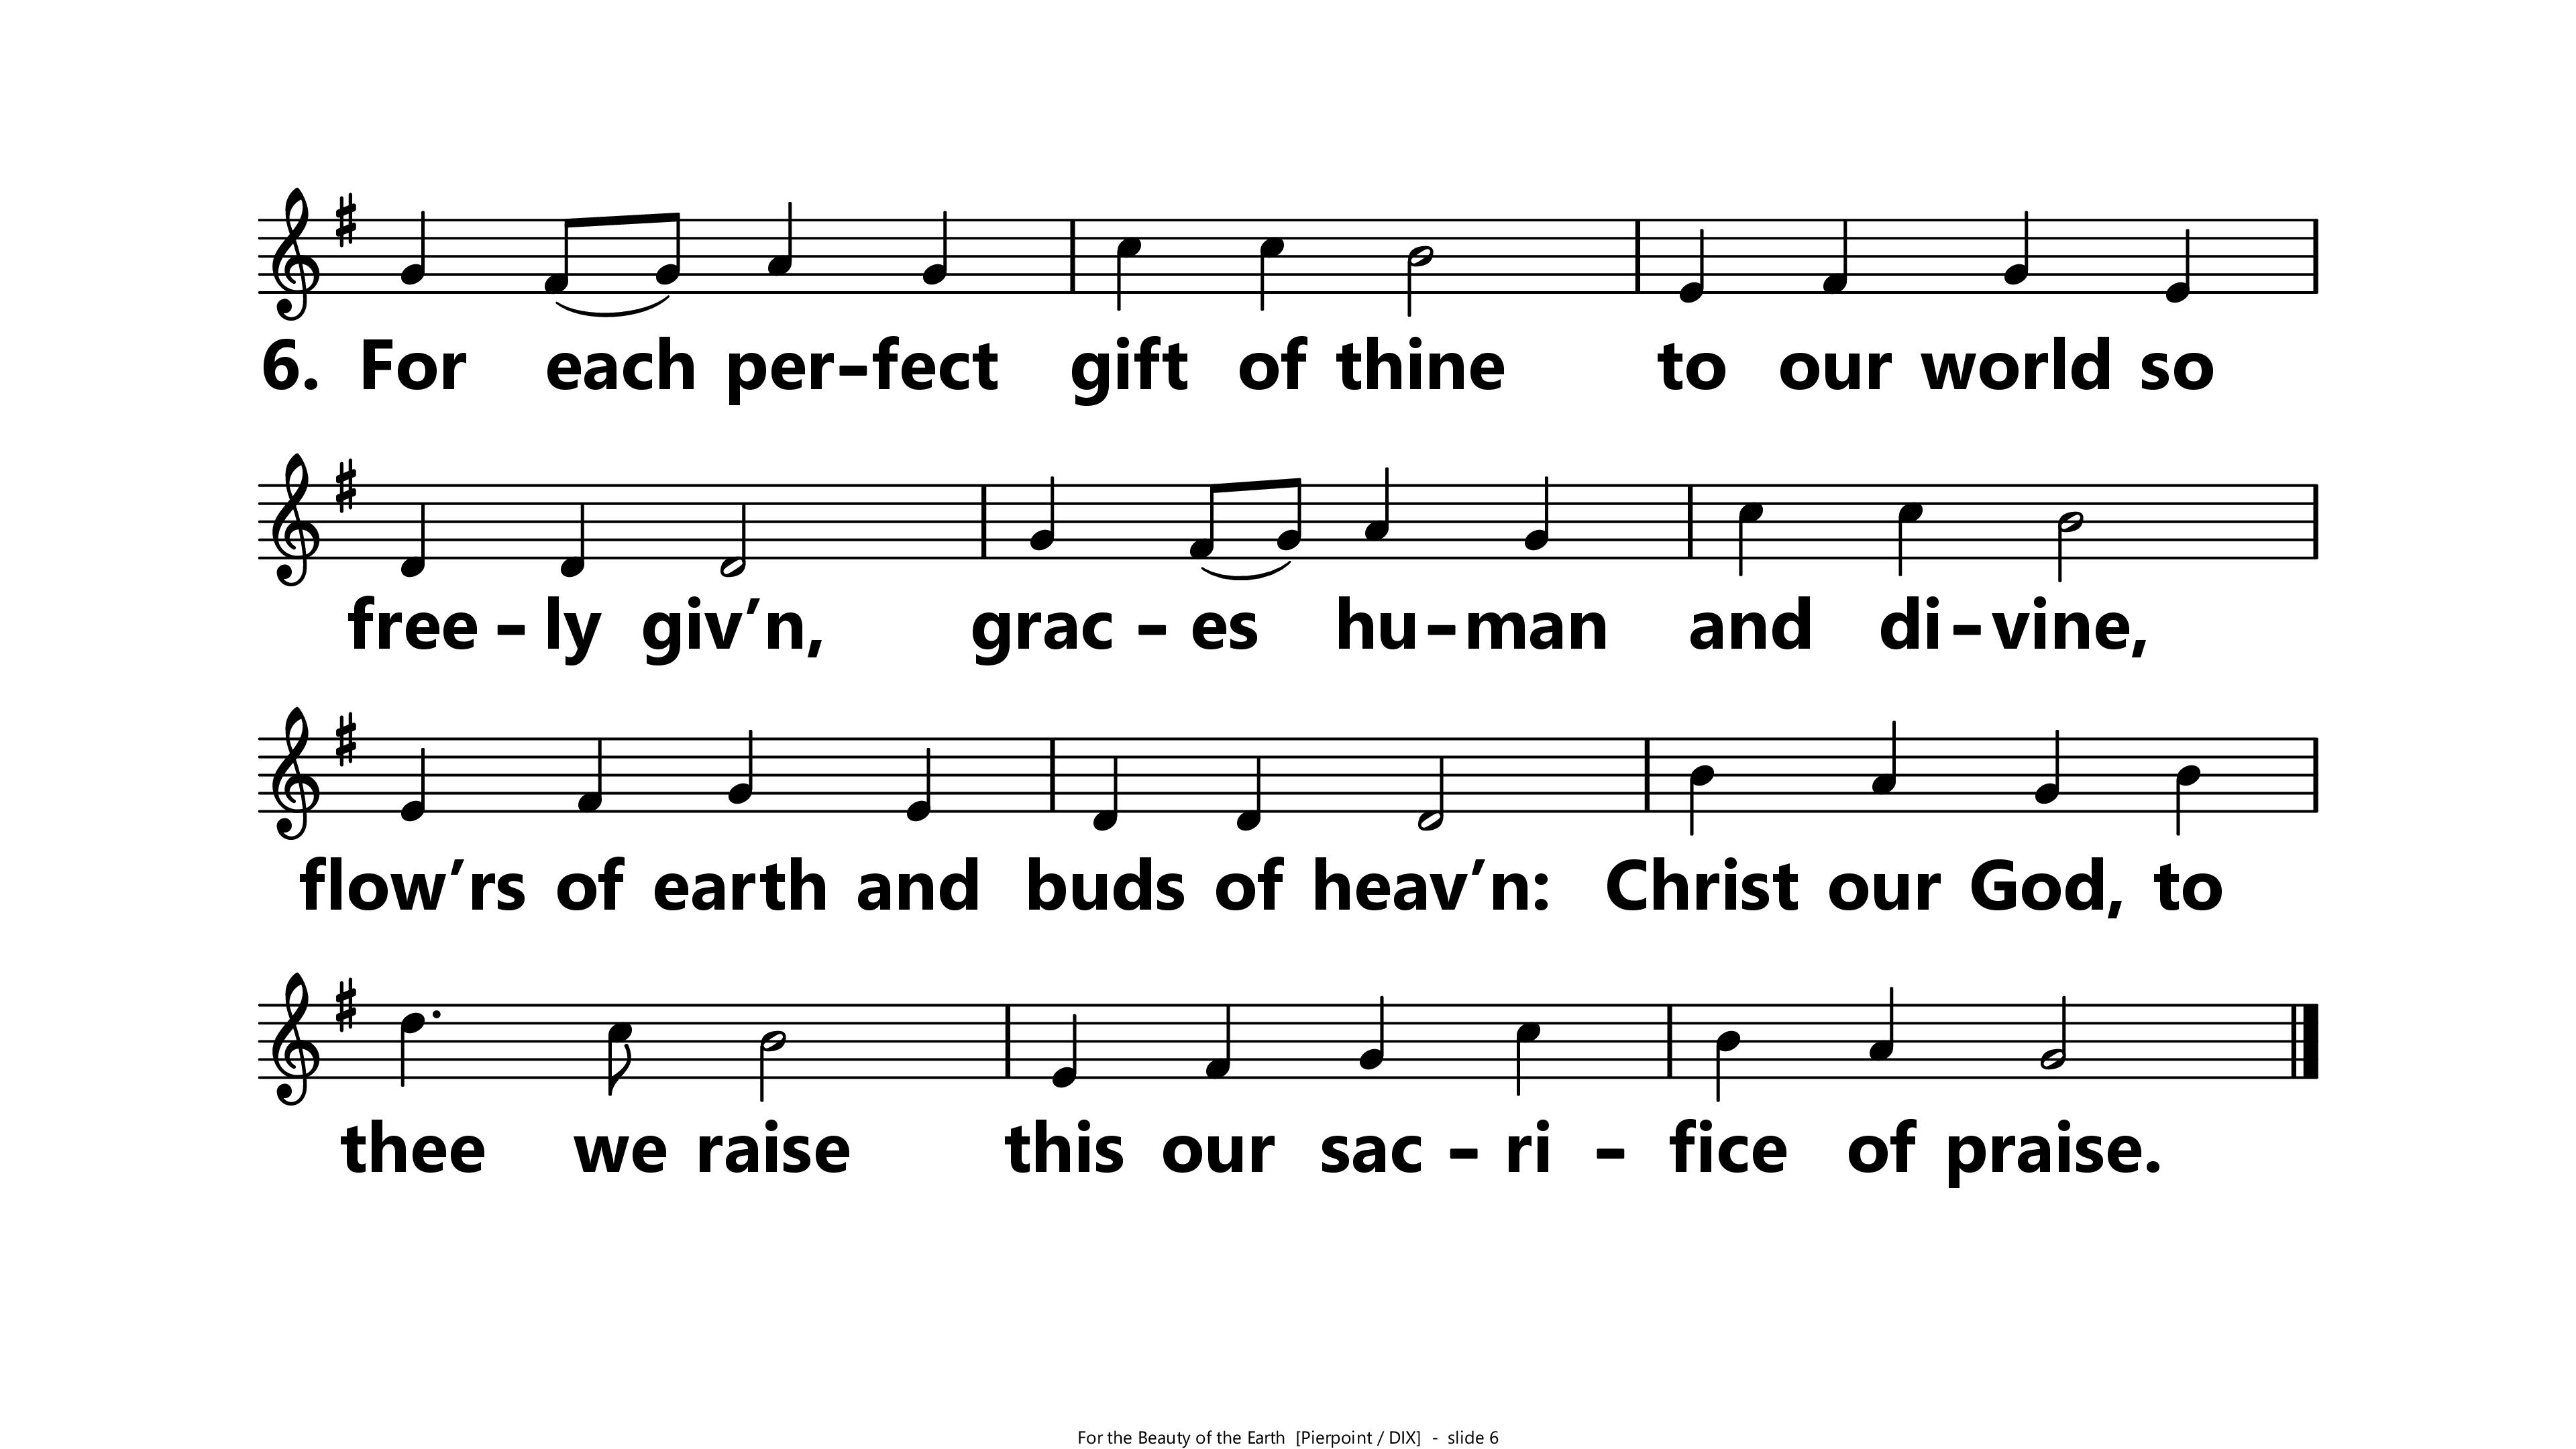 6. For each per-fect gift of thine to our world so
free-ly giv’n, grac-es hu-man and di-vine,
flow’rs of earth and buds of heav’n: Christ our God, to
thee we raise this our sac-ri-fice of praise.
For the Beauty of the Earth [Pierpoint / DIX] - slide 6